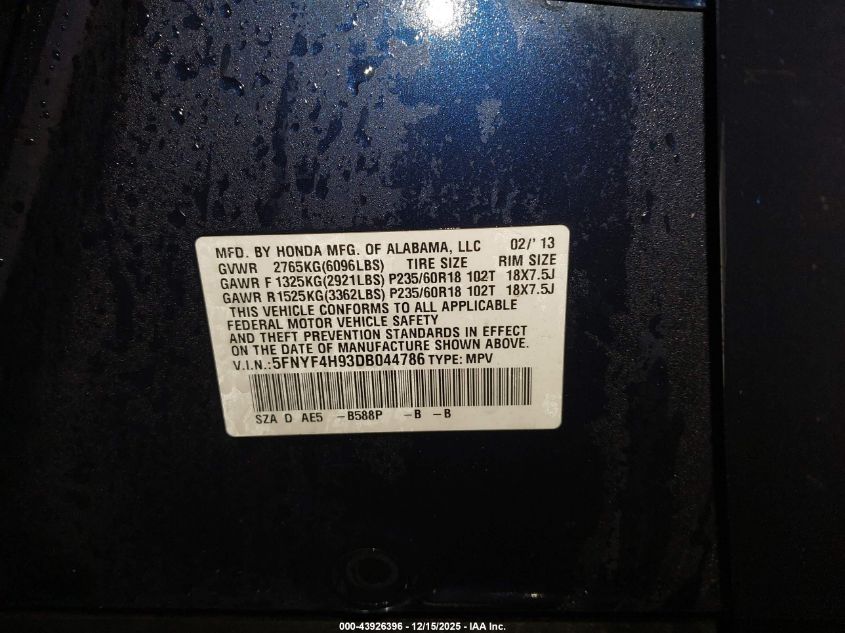 MFD. BY HONDA MFG. OF ALABAMA, LLC 02/' 13
GVWR 2765KG(6096LBS) TIRE SIZE RIM SIZE
GAWR F 1325KG(2921LBS) P235/60R18 102T 18X7.5J
GAWR R1525KG(3362LBS) P235/60R18 102T 18X7.5J
THIS VEHICLE CONFORMS TO ALL APPLICABLE
FEDERAL MOTOR VEHICLE SAFETY
AND THEFT PREVENTION STANDARDS IN EFFECT
ON THE DATE OF MANUFACTURE SHOWN ABOVE.
V.I.N.:5FNYF4H93DB044786 TYPE: MPV
SZA D AE5 -B588P -B -B
000-43926396 - 12/15/2025 - IAA Inc.